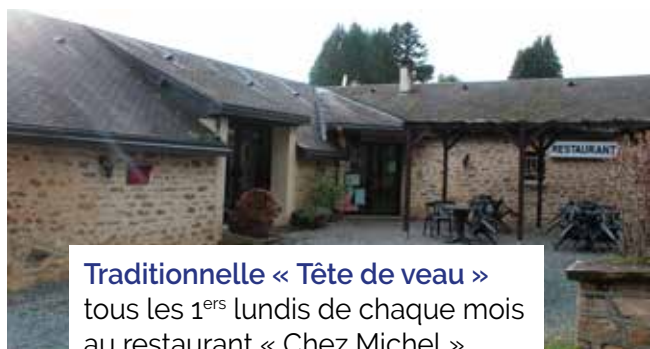 RESTAURANT
Traditionnelle « Tête de veau »
tous les 1ers lundis de chaque mois
au restaurant « Chez Michel »